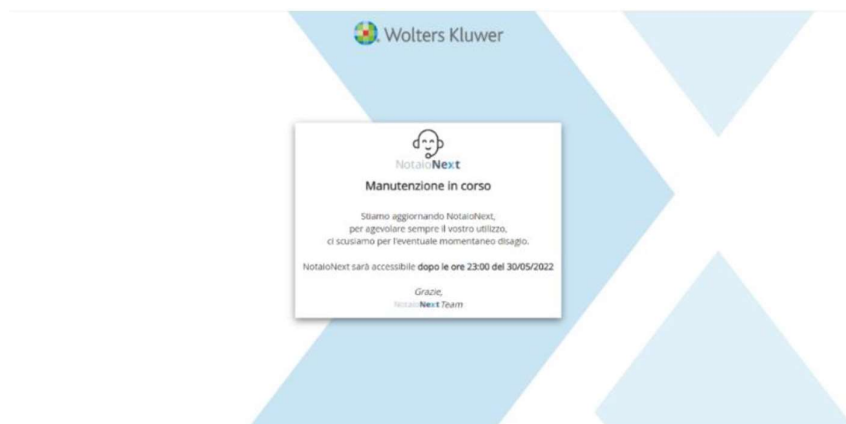 Wolters Kluwer
NotaioNext
Manutenzione in corso
Stiamo aggiornando NotaioNext,
per agevolare sempre il vostro utilizzo,
ci scusiamo per l'eventuale momentaneo disagio.
NotaioNext sarà accessibile dopo le ore 23:00 del 30/05/2022
Grazie,
NotaioNext Team